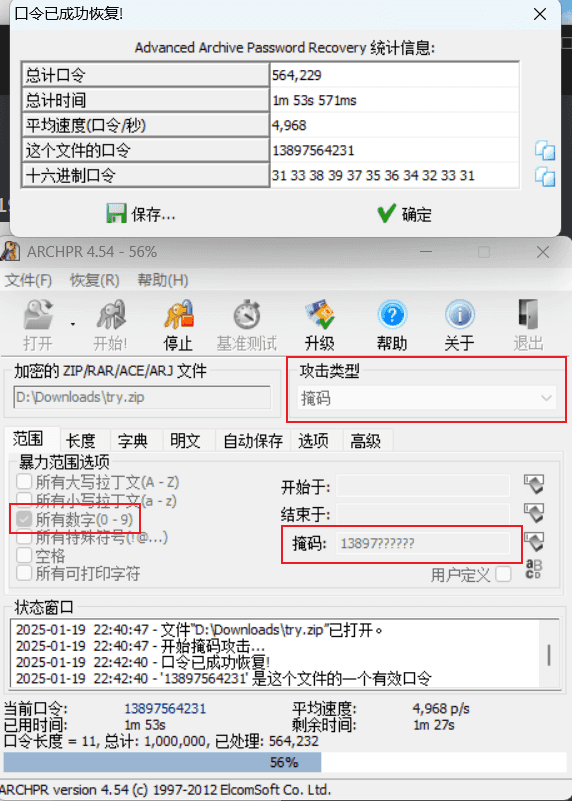 口令已成功恢复!
Advanced Archive Password Recovery 统计信息:
总计口令 564,229
总计时间 1m 53s 571ms
平均速度(口令/秒) 4,968
这个文件的口令 13897564231
十六进制口令 31 33 38 39 37 35 36 34 32 33 31
保存... 确定
ARCHPR 4.54 - 56%
文件(F) 恢复(R) 帮助(H)
打开 开始! 停止 基准测试 升级 帮助 关于 退出
加密的 ZIP/RAR/ACE/ARJ 文件 攻击类型
D:\Downloads\try.zip 掩码
范围 长度 字典 明文 自动保存 选项 高级
暴力范围选项
所有大写拉丁文(A - Z) 开始于:
所有小写拉丁文(a - z)
所有数字(0 - 9) 结束于:
所有特殊符号(!@...) 掩码: 13897??????
空格
所有可打印字符 用户定义
状态窗口
2025-01-19 22:40:47 - 文件"D:\Downloads\try.zip"已打开。
2025-01-19 22:40:47 - 开始掩码攻击...
2025-01-19 22:42:40 - 口令已成功恢复!
2025-01-19 22:42:40 - '13897564231' 是这个文件的一个有效口令
当前口令: 13897564231 平均速度: 4,968 p/s
已用时间: 1m 53s 剩余时间: 1m 27s
口令长度 = 11, 总计: 1,000,000, 已处理: 564,232
56%
ARCHPR version 4.54 (c) 1997-2012 ElcomSoft Co. Ltd.